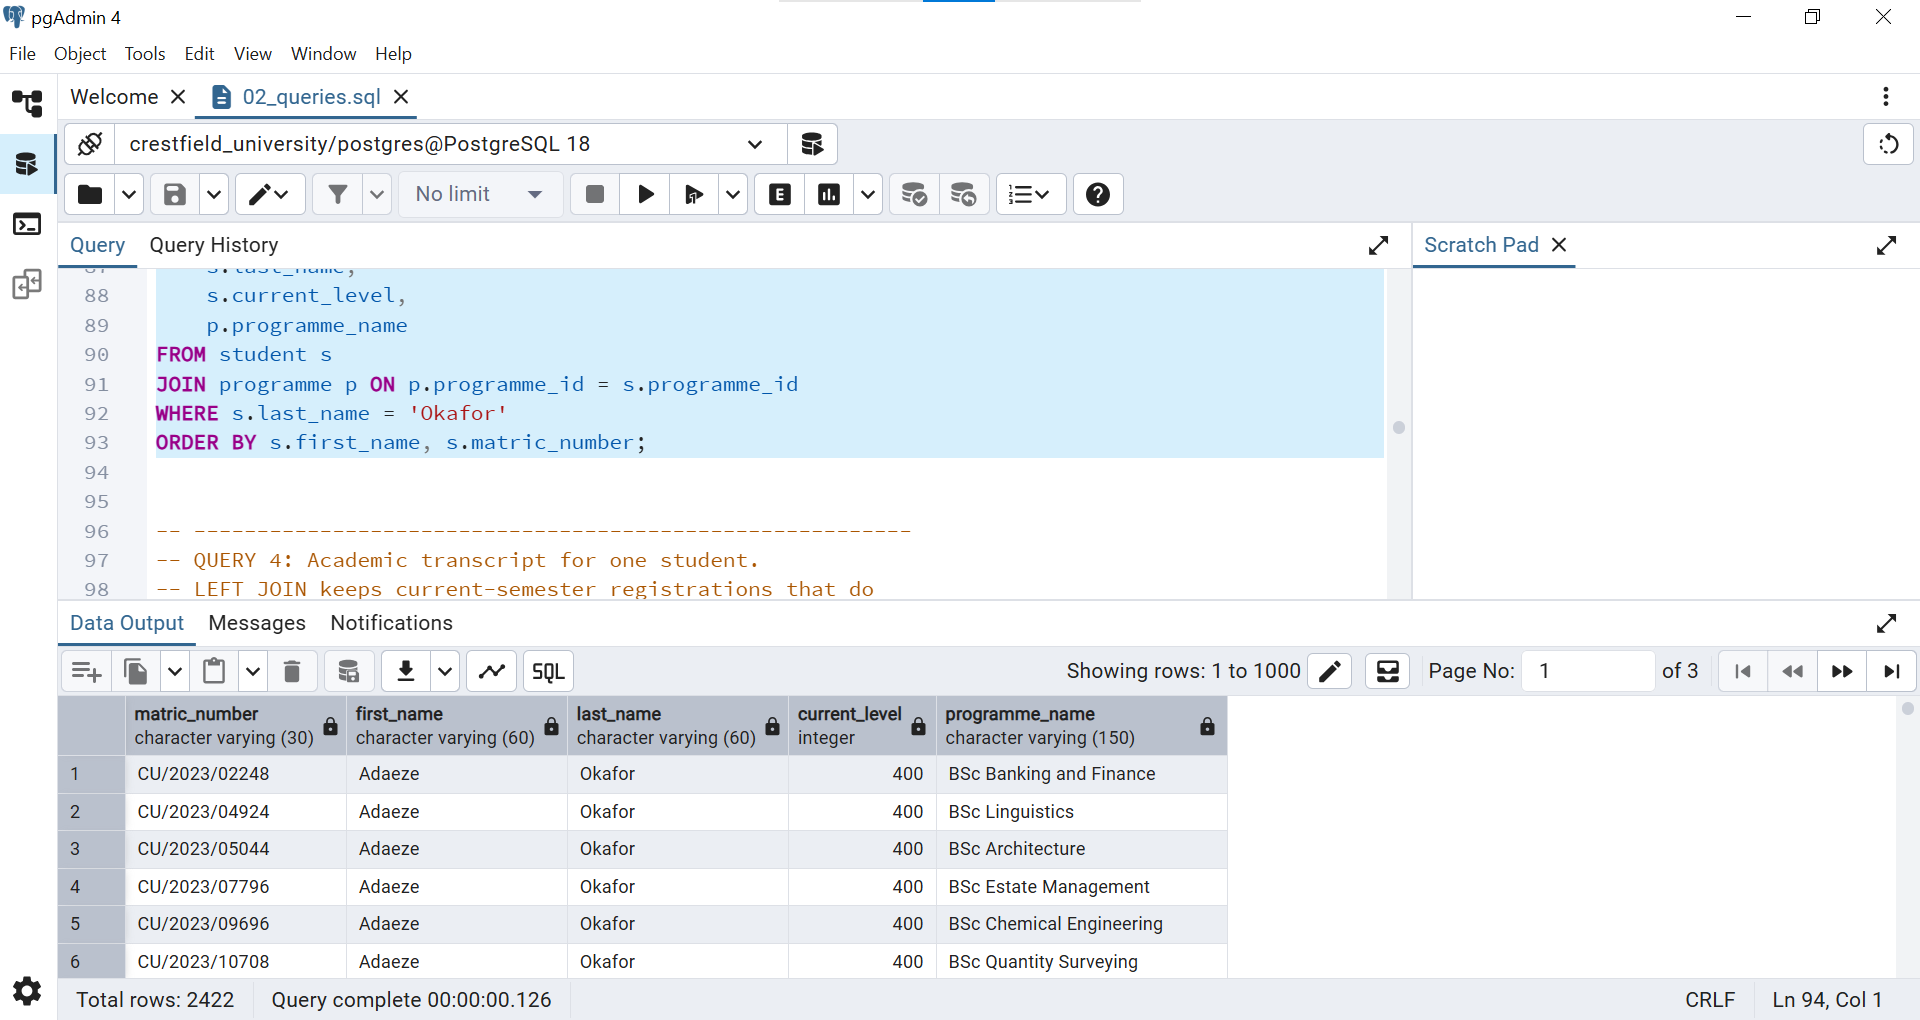 pgAdmin 4
File Object Tools Edit View Window Help
Welcome 02_queries.sql
crestfield_university/postgres@PostgreSQL 18
No limit E
Query Query History Scratch Pad
87 s.last_name,
88 s.current_level,
89 p.programme_name
90 FROM student s
91 JOIN programme p ON p.programme_id = s.programme_id
92 WHERE s.last_name = 'Okafor'
93 ORDER BY s.first_name, s.matric_number;
94
95
96 -- ---------------------------------------------------------
97 -- QUERY 4: Academic transcript for one student.
98 -- LEFT JOIN keeps current-semester registrations that do
Data Output Messages Notifications
SQL Showing rows: 1 to 1000 Page No: 1 of 3
matric_number first_name last_name current_level programme_name
character varying (30) character varying (60) character varying (60) integer character varying (150)
1 CU/2023/02248 Adaeze Okafor 400 BSc Banking and Finance
2 CU/2023/04924 Adaeze Okafor 400 BSc Linguistics
3 CU/2023/05044 Adaeze Okafor 400 BSc Architecture
4 CU/2023/07796 Adaeze Okafor 400 BSc Estate Management
5 CU/2023/09696 Adaeze Okafor 400 BSc Chemical Engineering
6 CU/2023/10708 Adaeze Okafor 400 BSc Quantity Surveying
Total rows: 2422 Query complete 00:00:00.126 CRLF Ln 94, Col 1